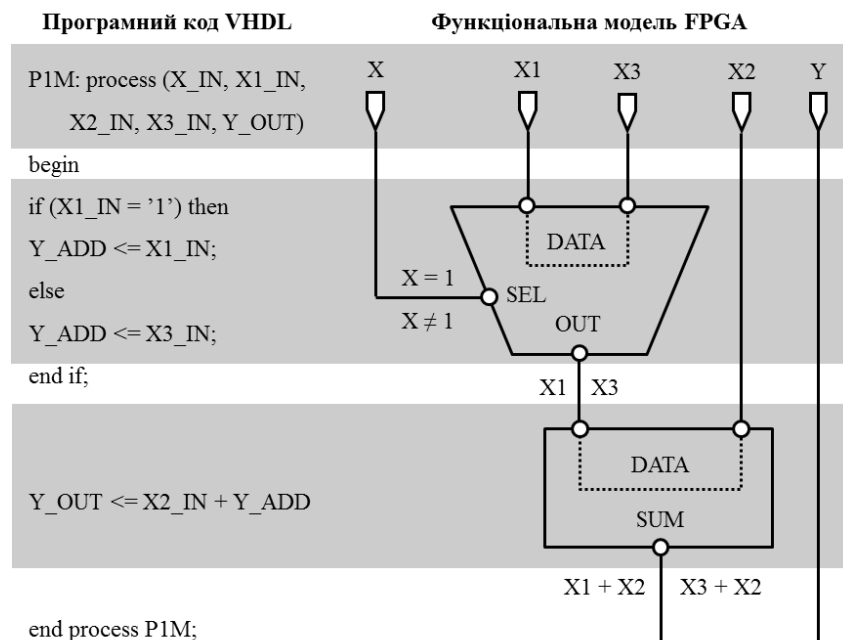 Програмний код VHDL Функціональна модель FPGA
X X1 X3 X2 Y
P1M: process (X_IN, X1_IN,
X2_IN, X3_IN, Y_OUT)
begin
if (X1_IN = ’1’) then
Y_ADD <= X1_IN;
DATA
else
X = 1
SEL
X ≠ 1
OUT
Y_ADD <= X3_IN;
end if;
X1 X3
DATA
Y_OUT <= X2_IN + Y_ADD
SUM
X1 + X2 X3 + X2
end process P1M;